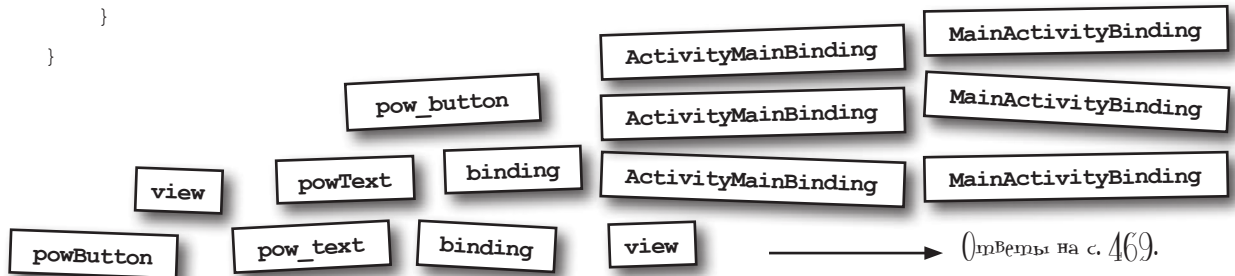 }
}
ActivityMainBinding MainActivityBinding
pow_button ActivityMainBinding MainActivityBinding
view powText binding ActivityMainBinding MainActivityBinding
powButton pow_text binding view Ответы на с. 469.